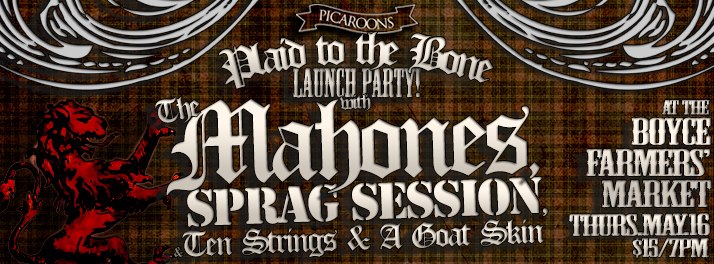 PICAROONS
Plaid to the Bone
LAUNCH PARTY!
with
The Mahones,
SPRAG SESSION,
& Ten Strings & A Goat Skin
AT THE
BOYCE
FARMERS'
MARKET
THURS.MAY.16
$15/7PM